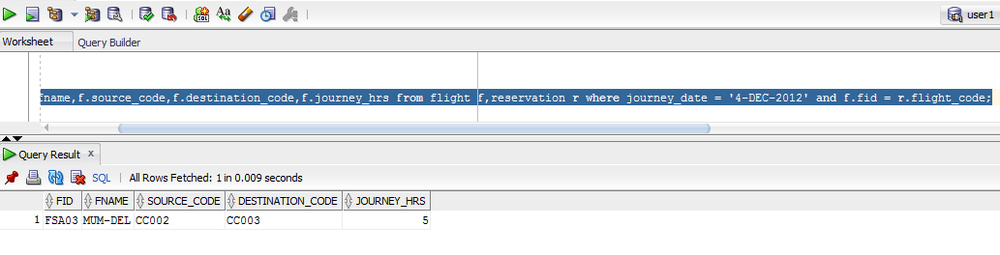 user1
Worksheet Query Builder
fname,f.source_code,f.destination_code,f.journey_hrs from flight f,reservation r where journey_date = '4-DEC-2012' and f.fid = r.flight_code;
Query Result x
SQL | All Rows Fetched: 1 in 0.009 seconds
FID FNAME SOURCE_CODE DESTINATION_CODE JOURNEY_HRS
1 FSA03 MUM-DEL CC002 CC003 5